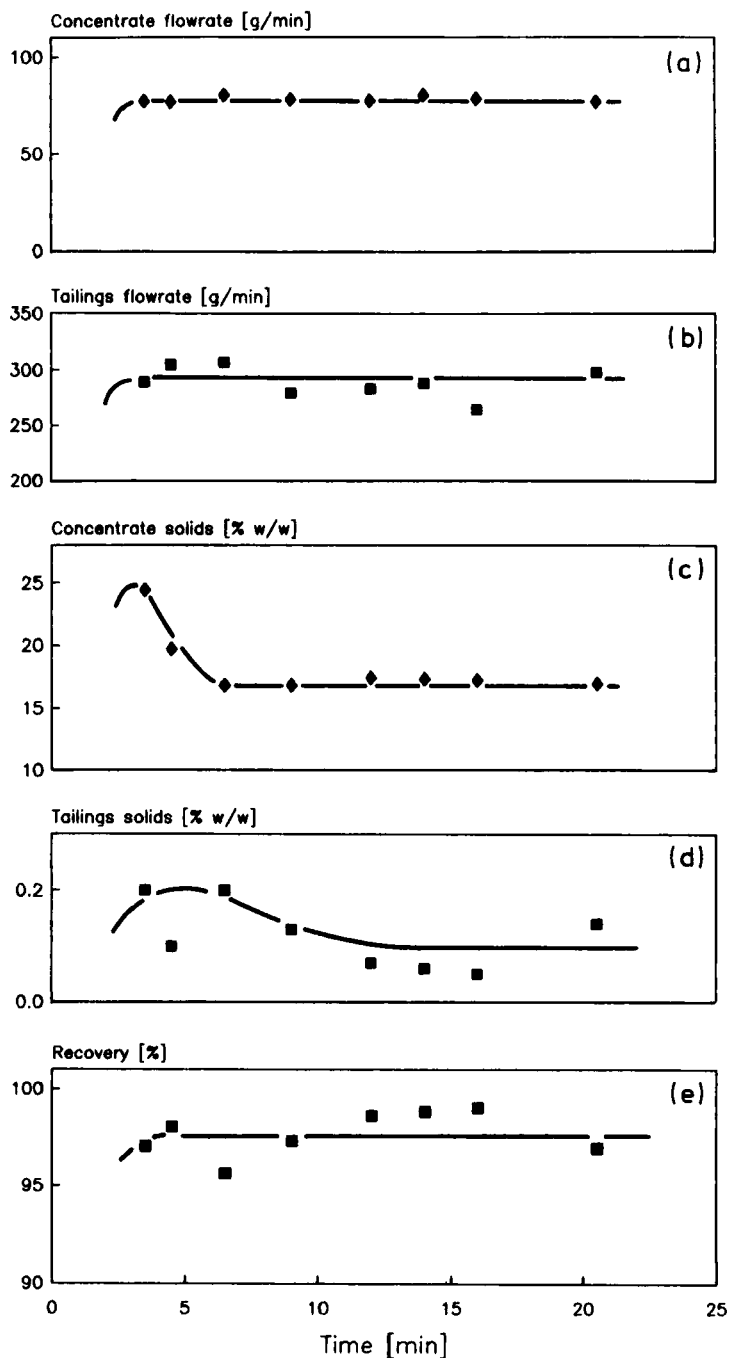 Concentrate flowrate [g/min]
(a)
100
50
0
Tailings flowrate [g/min]
(b)
350
300
250
200
Concentrate solids [% w/w]
(c)
25
20
15
10
Tailings solids [% w/w]
(d)
0.2
0.0
Recovery [%]
(e)
100
95
90
0 5 10 15 20 25
Time [min]